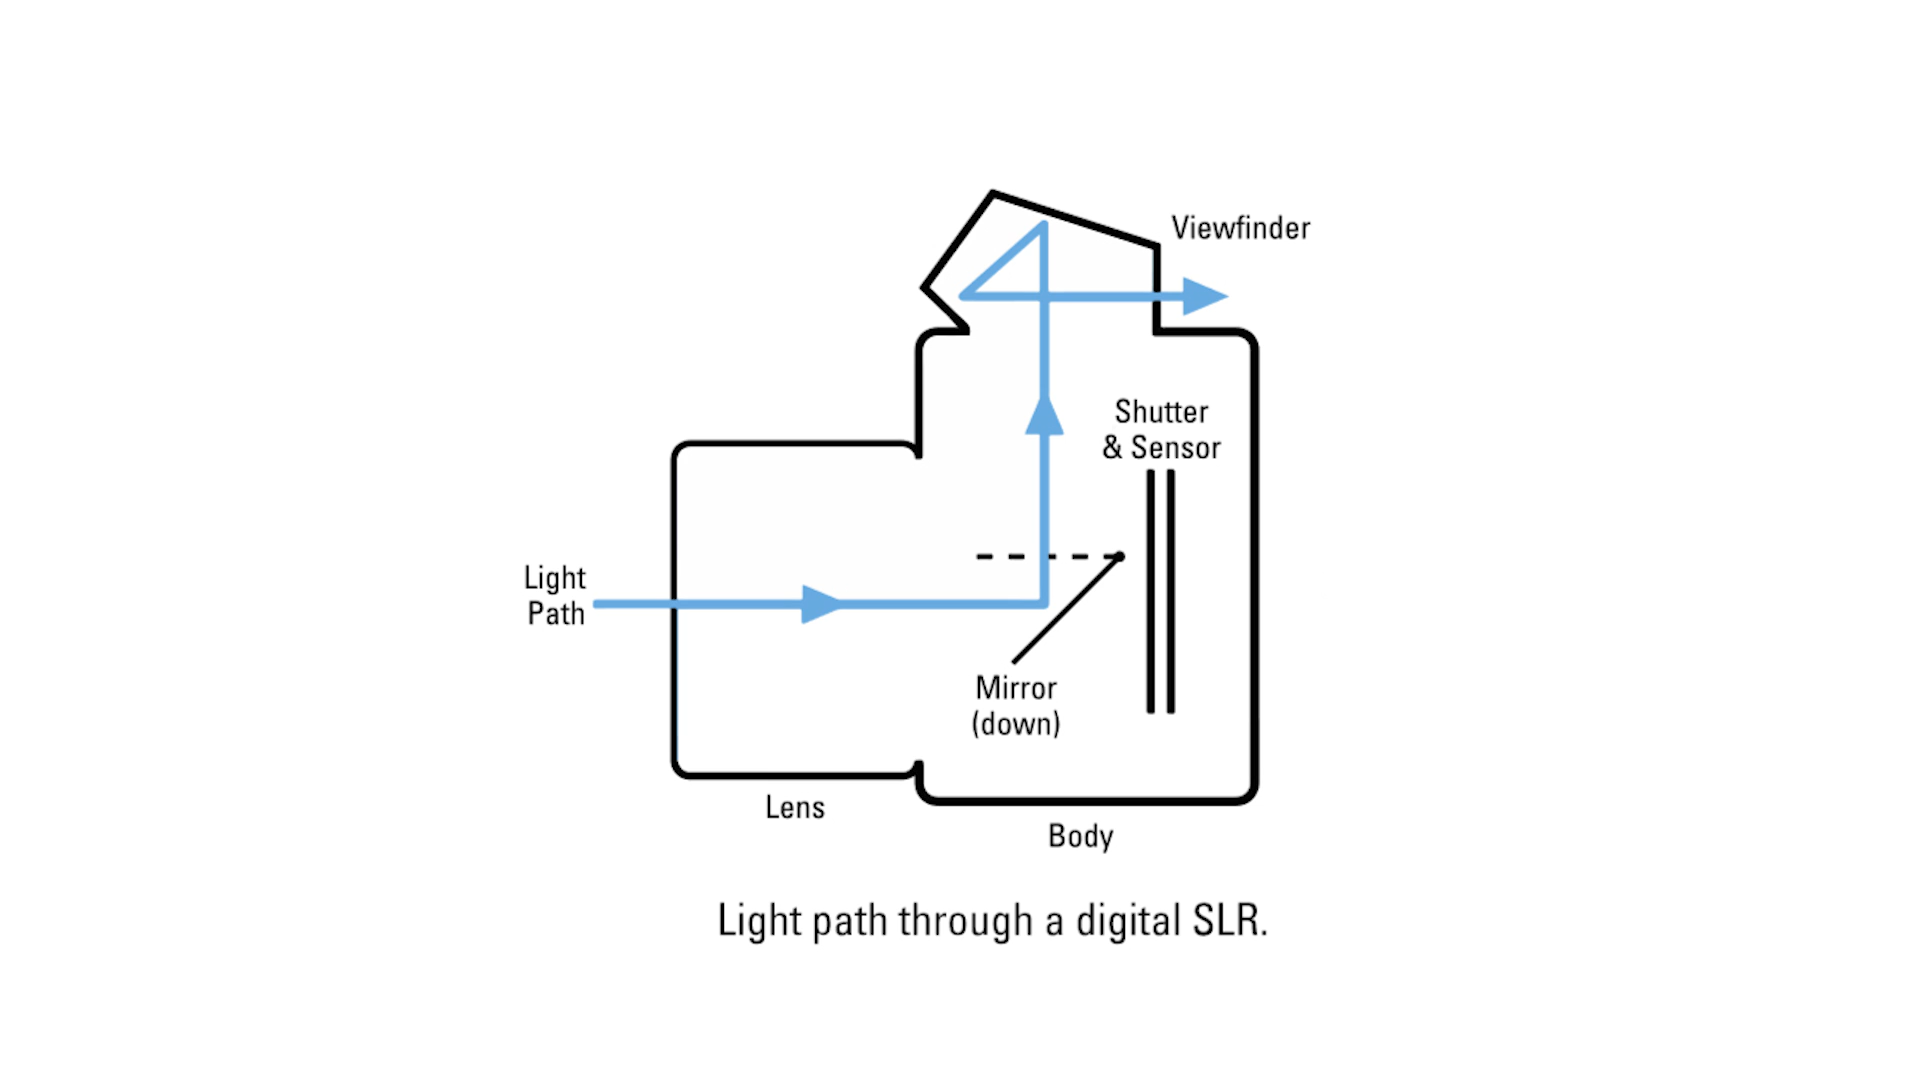 Viewfinder
Shutter
& Sensor
Light
Path
Mirror
(down)
Lens
Body
Light path through a digital SLR.